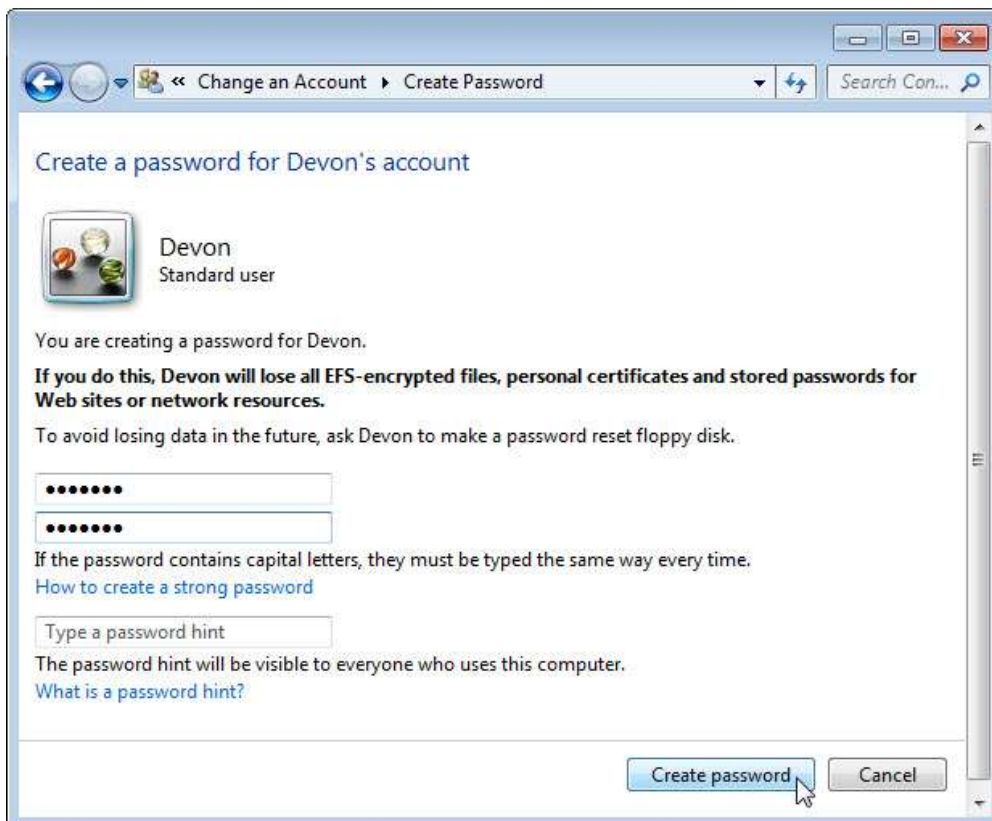 « Change an Account ▸ Create Password
Search Con...
Create a password for Devon's account
Devon
Standard user
You are creating a password for Devon.
If you do this, Devon will lose all EFS-encrypted files, personal certificates and stored passwords for
Web sites or network resources.
To avoid losing data in the future, ask Devon to make a password reset floppy disk.
•••••••
•••••••
If the password contains capital letters, they must be typed the same way every time.
How to create a strong password
Type a password hint
The password hint will be visible to everyone who uses this computer.
What is a password hint?
Create password
Cancel